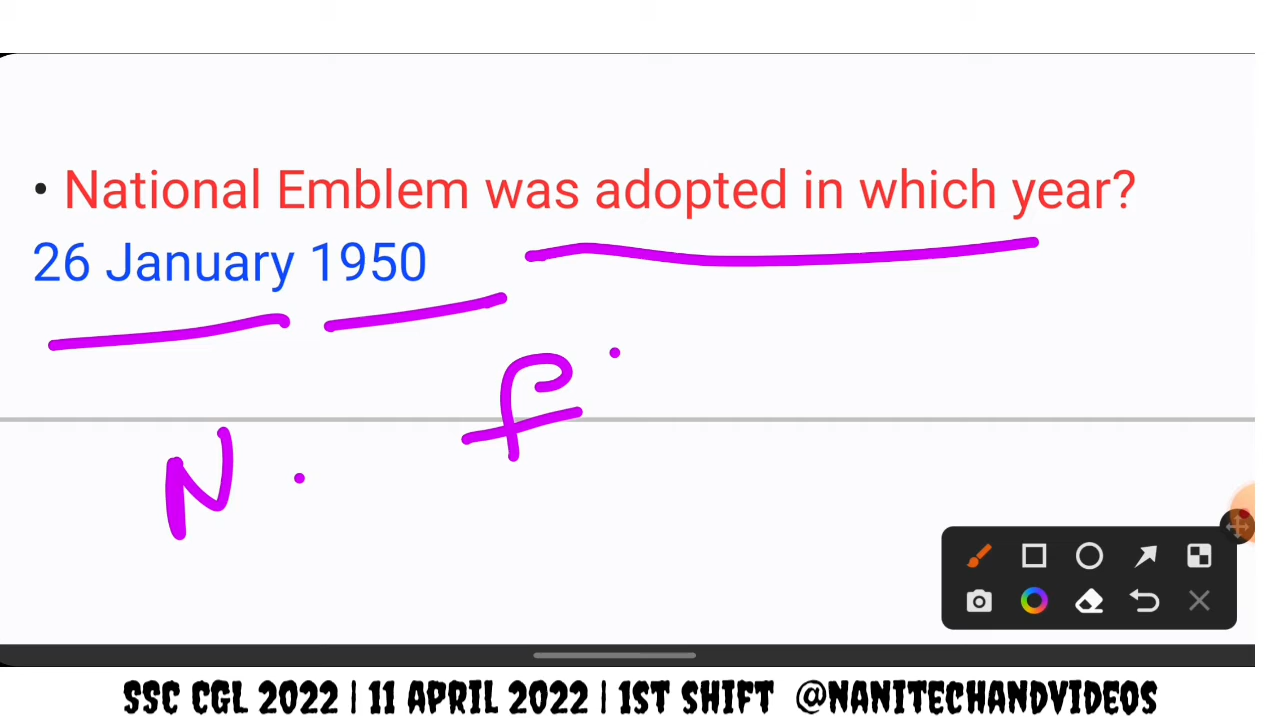 • National Emblem was adopted in which year?
26 January 1950
F.
N.
SSC CGL 2022 | 11 APRIL 2022 | 1ST SHIFT @NANITECHANDVIDEOS